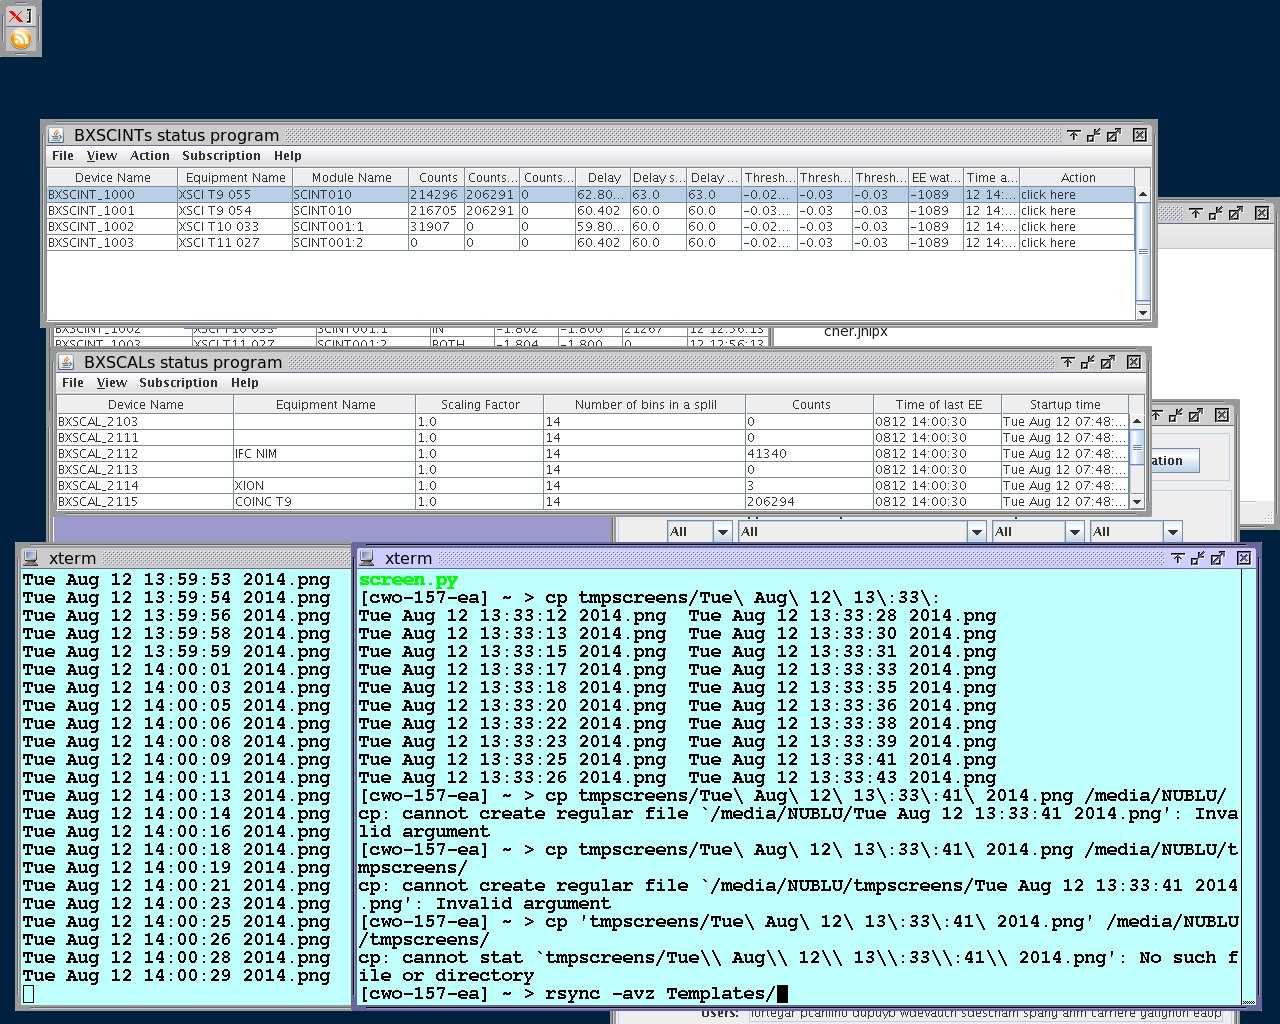 BXSCINTs status program
File View Action Subscription Help
Device Name Equipment Name Module Name Counts Counts... Counts... Delay Delay s... Delay ... Thresh... Thresh... Thresh... EE wat... Time a... Action
BXSCINT_1000 XSCI T9 055 SCINT010 214296 206291 0 62.80... 63.0 63.0 -0.02... -0.03 -0.03 -1089 12 14:... click here
BXSCINT_1001 XSCI T9 054 SCINT010 216705 206291 0 60.402 60.0 60.0 -0.03... -0.03 -0.03 -1089 12 14:... click here
BXSCINT_1002 XSCI T10 033 SCINT001:1 31907 0 0 59.80... 60.0 60.0 -0.02... -0.03 -0.03 -1089 12 14:... click here
BXSCINT_1003 XSCI T11 027 SCINT001:2 0 0 0 60.402 60.0 60.0 -0.02... -0.03 -0.03 -1089 12 14:... click here
BXSCINT_1002 XSCI T10 033 SCINT001:1 IN -1.802 -1.800 21267 12 12:56:13
cher.jnlpx
BXSCINT_1003 XSCI T11 027 SCINT001:2 BOTH -1.804 -1.800 0 12 12:56:13
BXSCALs status program
File View Subscription Help
Device Name Equipment Name Scaling Factor Number of bins in a splil Counts Time of last EE Startup time
BXSCAL_2103 1.0 14 0 0812 14:00:30 Tue Aug 12 07:48:...
BXSCAL_2111 1.0 14 0 0812 14:00:30 Tue Aug 12 07:48:...
BXSCAL_2112 IFC NIM 1.0 14 41340 0812 14:00:30 Tue Aug 12 07:48:...
BXSCAL_2113 1.0 14 0 0812 14:00:30 Tue Aug 12 07:48:...
BXSCAL_2114 XION 1.0 14 3 0812 14:00:30 Tue Aug 12 07:48:...
BXSCAL_2115 COINC T9 1.0 14 206294 0812 14:00:30 Tue Aug 12 07:48:...
ation
All All All All
xterm
Tue Aug 12 13:59:53 2014.png
Tue Aug 12 13:59:54 2014.png
Tue Aug 12 13:59:56 2014.png
Tue Aug 12 13:59:58 2014.png
Tue Aug 12 13:59:59 2014.png
Tue Aug 12 14:00:01 2014.png
Tue Aug 12 14:00:03 2014.png
Tue Aug 12 14:00:05 2014.png
Tue Aug 12 14:00:06 2014.png
Tue Aug 12 14:00:08 2014.png
Tue Aug 12 14:00:09 2014.png
Tue Aug 12 14:00:11 2014.png
Tue Aug 12 14:00:13 2014.png
Tue Aug 12 14:00:14 2014.png
Tue Aug 12 14:00:16 2014.png
Tue Aug 12 14:00:18 2014.png
Tue Aug 12 14:00:19 2014.png
Tue Aug 12 14:00:21 2014.png
Tue Aug 12 14:00:23 2014.png
Tue Aug 12 14:00:25 2014.png
Tue Aug 12 14:00:26 2014.png
Tue Aug 12 14:00:28 2014.png
Tue Aug 12 14:00:29 2014.png
xterm
screen.py
[cwo-157-ea] ~ > cp tmpscreens/Tue\ Aug\ 12\ 13\:33\:
Tue Aug 12 13:33:12 2014.png Tue Aug 12 13:33:28 2014.png
Tue Aug 12 13:33:13 2014.png Tue Aug 12 13:33:30 2014.png
Tue Aug 12 13:33:15 2014.png Tue Aug 12 13:33:31 2014.png
Tue Aug 12 13:33:17 2014.png Tue Aug 12 13:33:33 2014.png
Tue Aug 12 13:33:18 2014.png Tue Aug 12 13:33:35 2014.png
Tue Aug 12 13:33:20 2014.png Tue Aug 12 13:33:36 2014.png
Tue Aug 12 13:33:22 2014.png Tue Aug 12 13:33:38 2014.png
Tue Aug 12 13:33:23 2014.png Tue Aug 12 13:33:39 2014.png
Tue Aug 12 13:33:25 2014.png Tue Aug 12 13:33:41 2014.png
Tue Aug 12 13:33:26 2014.png Tue Aug 12 13:33:43 2014.png
[cwo-157-ea] ~ > cp tmpscreens/Tue\ Aug\ 12\ 13\:33\:41\ 2014.png /media/NUBLU/
cp: cannot create regular file `/media/NUBLU/Tue Aug 12 13:33:41 2014.png': Inva
lid argument
[cwo-157-ea] ~ > cp tmpscreens/Tue\ Aug\ 12\ 13\:33\:41\ 2014.png /media/NUBLU/t
mpscreens/
cp: cannot create regular file `/media/NUBLU/tmpscreens/Tue Aug 12 13:33:41 2014
.png': Invalid argument
[cwo-157-ea] ~ > cp 'tmpscreens/Tue\ Aug\ 12\ 13\:33\:41\ 2014.png' /media/NUBLU
/tmpscreens/
cp: cannot stat `tmpscreens/Tue\\ Aug\\ 12\\ 13\\:33\\:41\\ 2014.png': No such f
ile or directory
[cwo-157-ea] ~ > rsync -avz Templates/
Users: